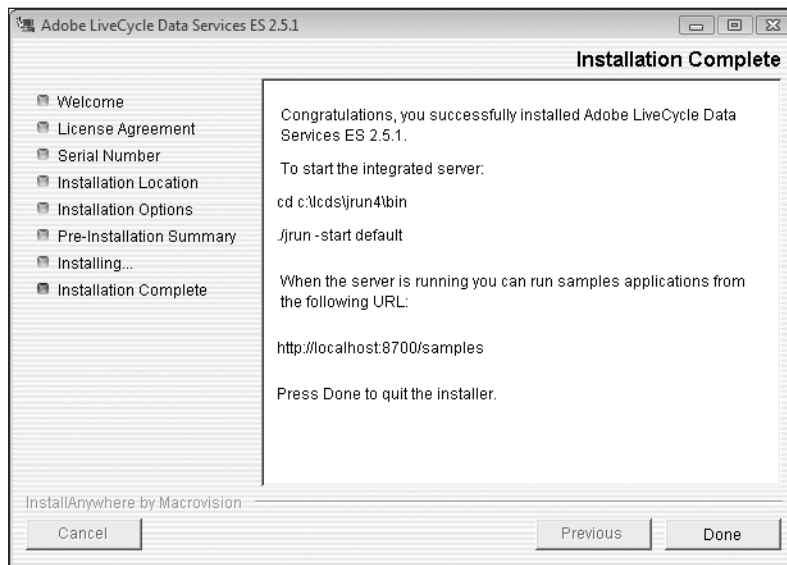 Adobe LiveCycle Data Services ES 2.5.1
Installation Complete
Welcome
License Agreement
Serial Number
Installation Location
Installation Options
Pre-Installation Summary
Installing...
Installation Complete
Congratulations, you successfully installed Adobe LiveCycle Data
Services ES 2.5.1.
To start the integrated server:
cd c:\lcds\jrun4\bin
./jrun -start default
When the server is running you can run samples applications from
the following URL:
http://localhost:8700/samples
Press Done to quit the installer.
InstallAnywhere by Macrovision
Cancel
Previous
Done